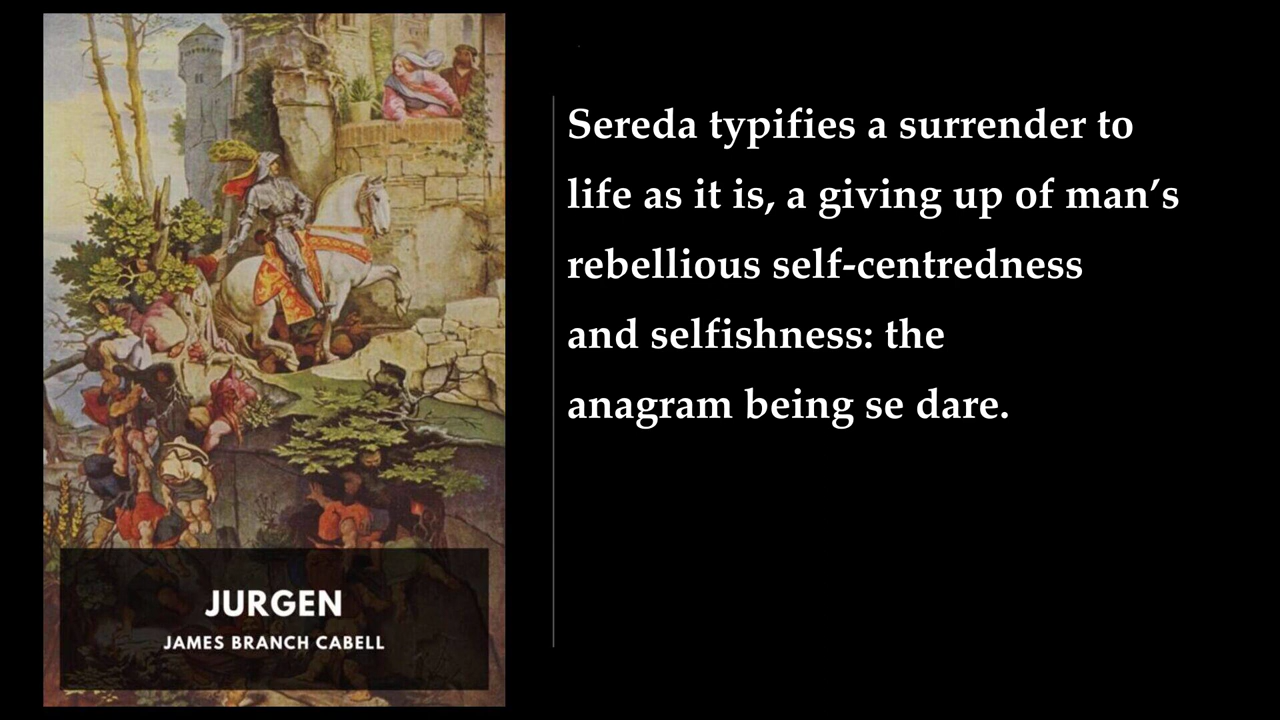 JURGEN
JAMES BRANCH CABELL
Sereda typifies a surrender to
life as it is, a giving up of man’s
rebellious self-centredness
and selfishness: the
anagram being se dare.